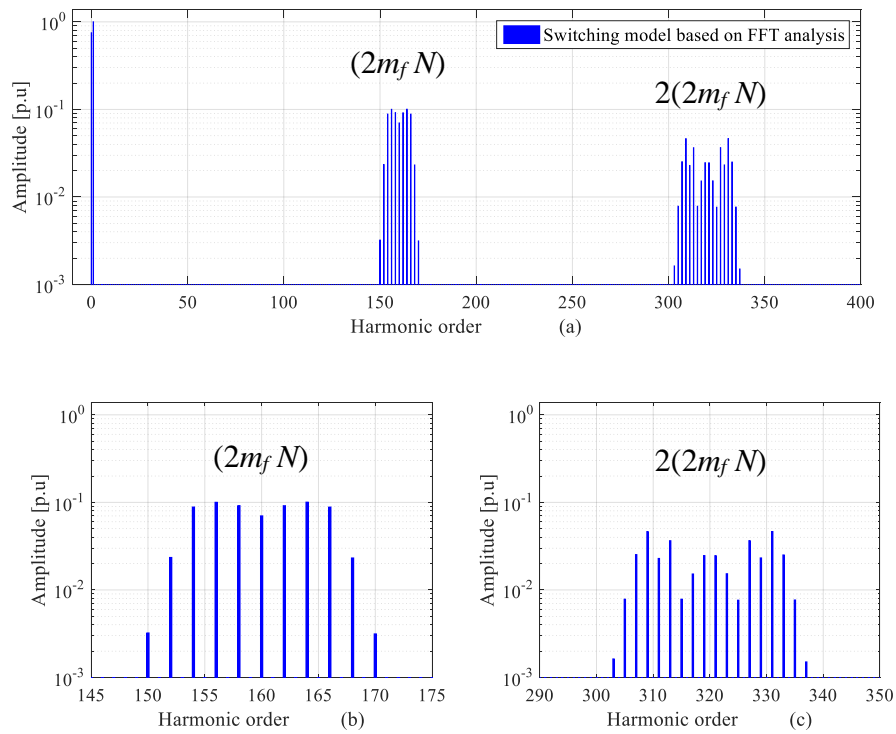 Switching model based on FFT analysis
(2m_f N)
2(2m_f N)
Amplitude [p.u]
10^0
10^-1
10^-2
10^-3
0 50 100 150 200 250 300 350 400
Harmonic order (a)
(2m_f N)
Amplitude [p.u]
10^0
10^-1
10^-2
10^-3
145 150 155 160 165 170 175
Harmonic order (b)
2(2m_f N)
Amplitude [p.u]
10^0
10^-1
10^-2
10^-3
290 300 310 320 330 340 350
Harmonic order (c)